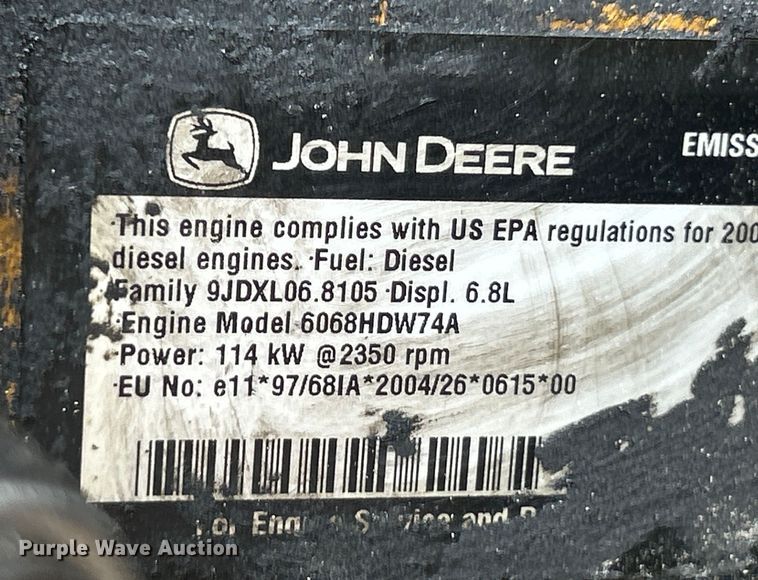 JOHN DEERE
EMISS
·This engine complies with US EPA regulations for 200
diesel engines. ·Fuel: Diesel
Family 9JDXL06.8105 ·Displ. 6.8L
·Engine Model 6068HDW74A
·Power: 114 kW @2350 rpm
·EU No: e11*97/68IA*2004/26*0615*00
and
Purple Wave Auction